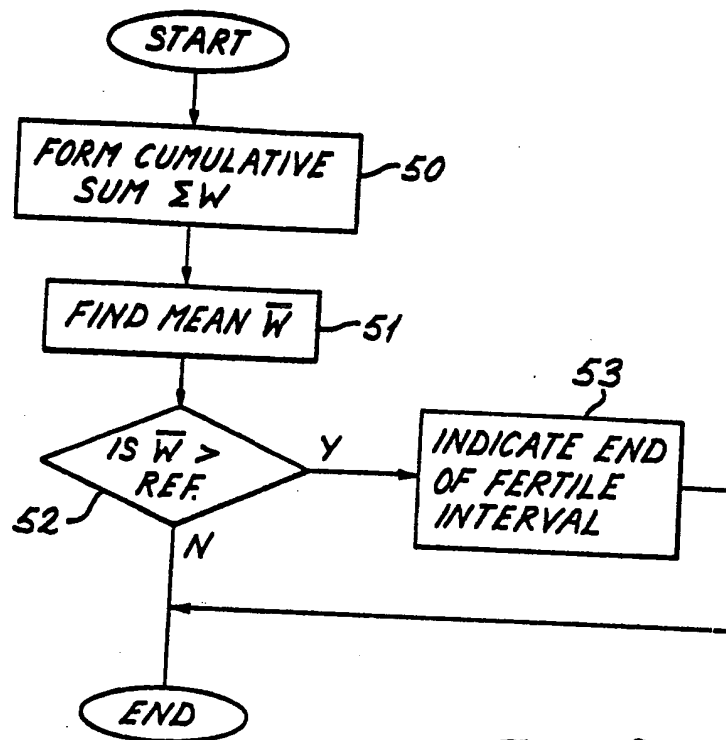 START
FORM CUMULATIVE
SUM ΣW
50
FIND MEAN W̅
51
IS W̅ >
REF.
52
Y
N
53
INDICATE END
OF FERTILE
INTERVAL
END